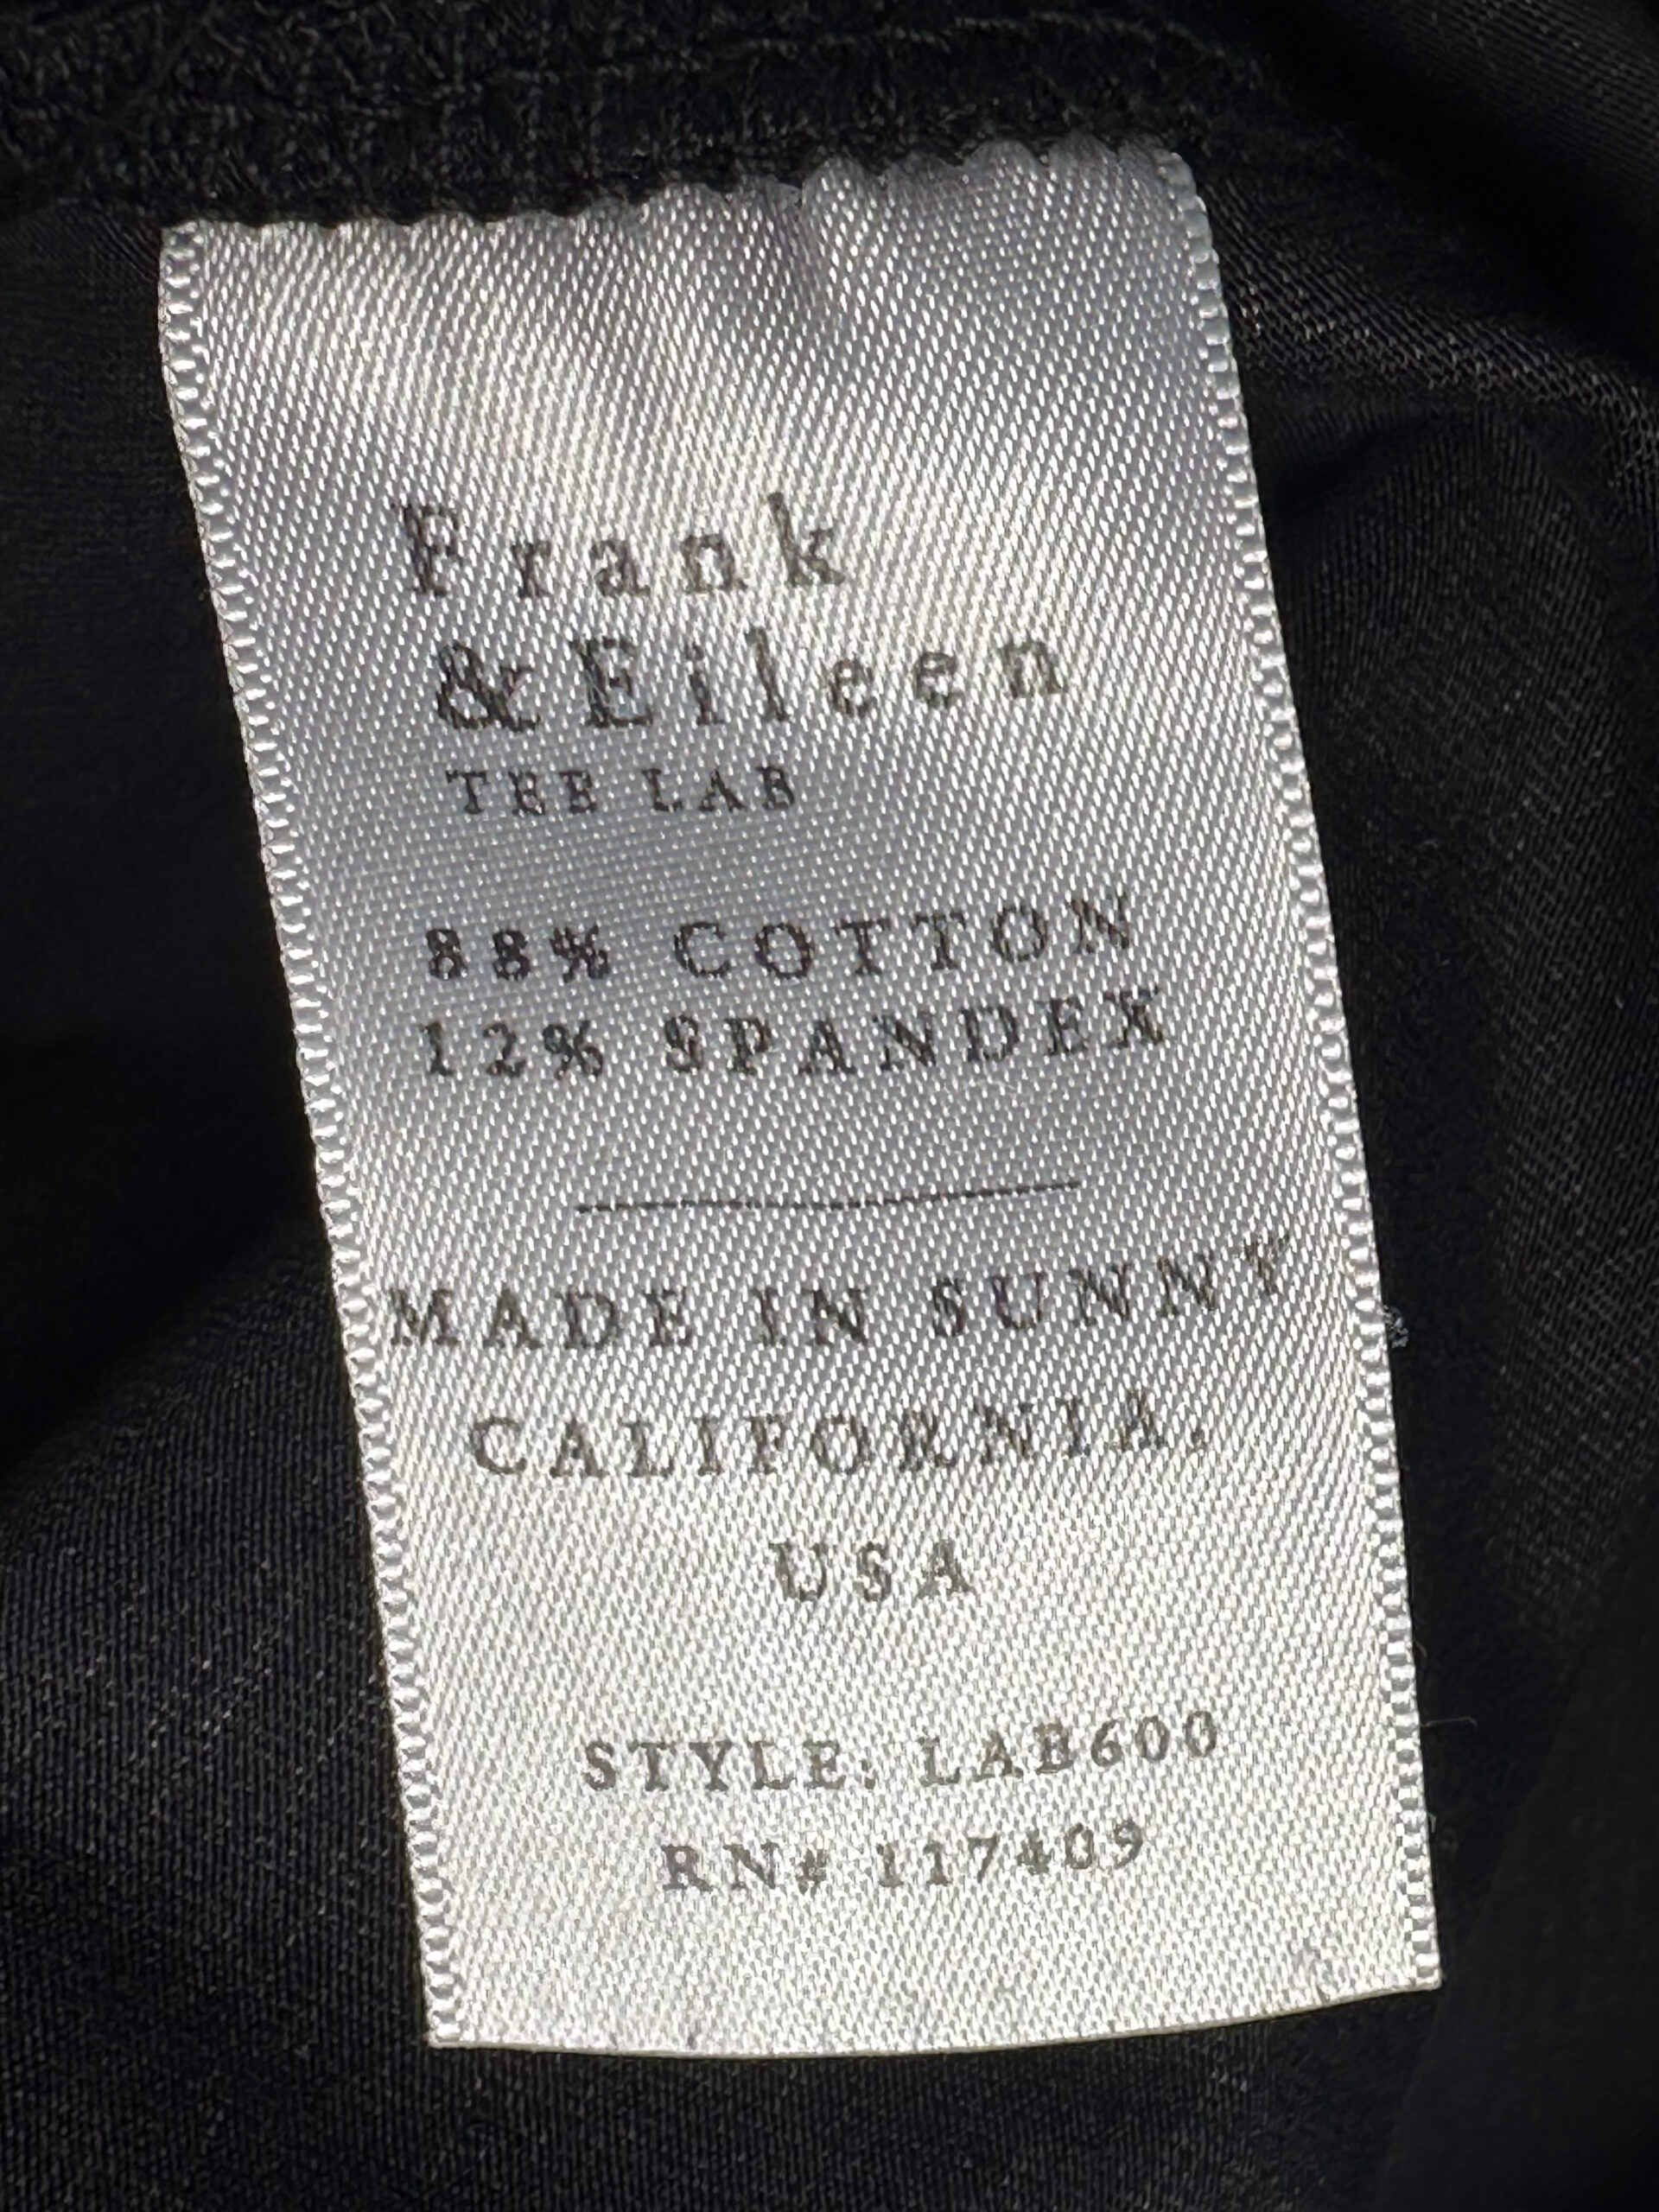 Frank
& Eileen
TEE LAB
88% COTTON
12% SPANDEX
MADE IN SUNNY
CALIFORNIA,
USA
STYLE: LAB600
RN# 117409